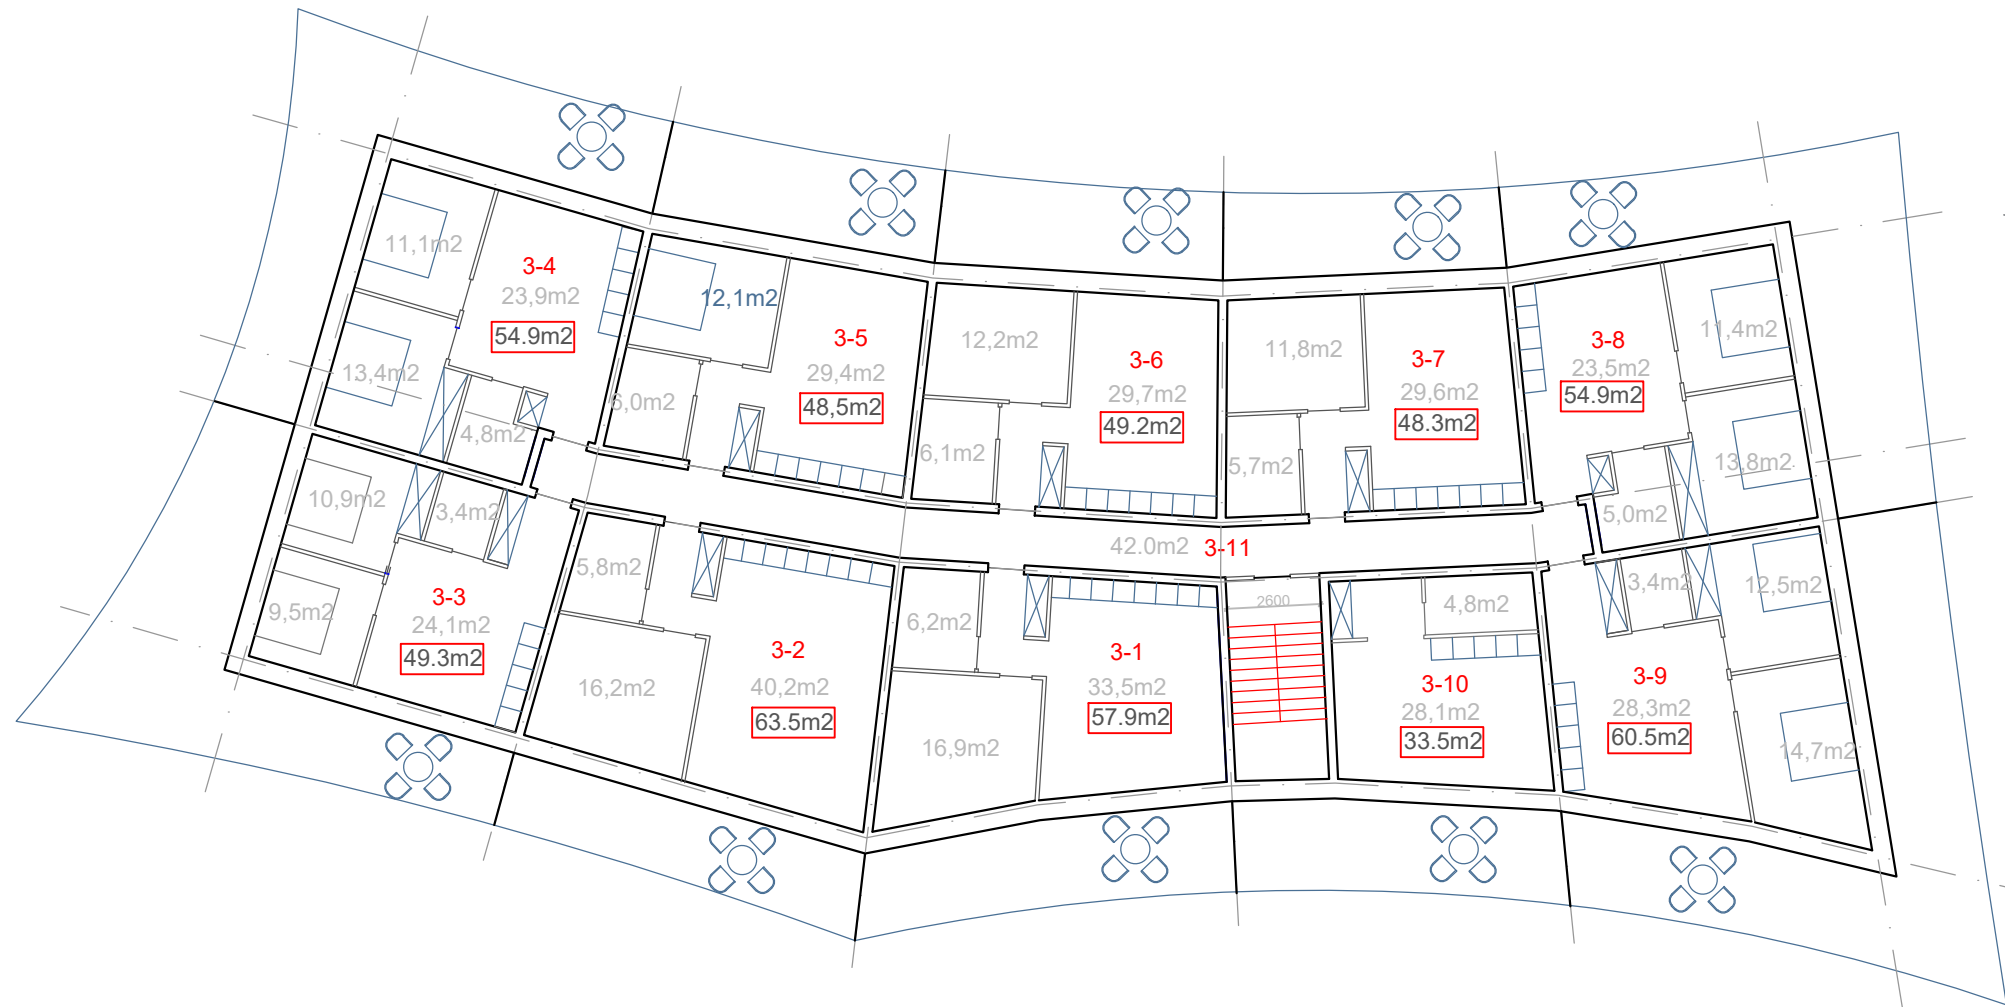 11,1m2
3-4
23,9m2
54.9m2
13,4m2
4,8m2
12,1m2
3-5
29,4m2
48,5m2
6,0m2
12,2m2
3-6
29,7m2
49.2m2
6,1m2
11,8m2
3-7
29,6m2
48.3m2
5,7m2
3-8
23,5m2
54.9m2
11,4m2
13,8m2
5,0m2
42.0m2 3-11
10,9m2
3,4m2
9,5m2
3-3
24,1m2
49.3m2
5,8m2
16,2m2
3-2
40,2m2
63.5m2
6,2m2
16,9m2
3-1
33,5m2
57.9m2
2600
4,8m2
3-10
28,1m2
33.5m2
3,4m2
12,5m2
3-9
28,3m2
60.5m2
14,7m2